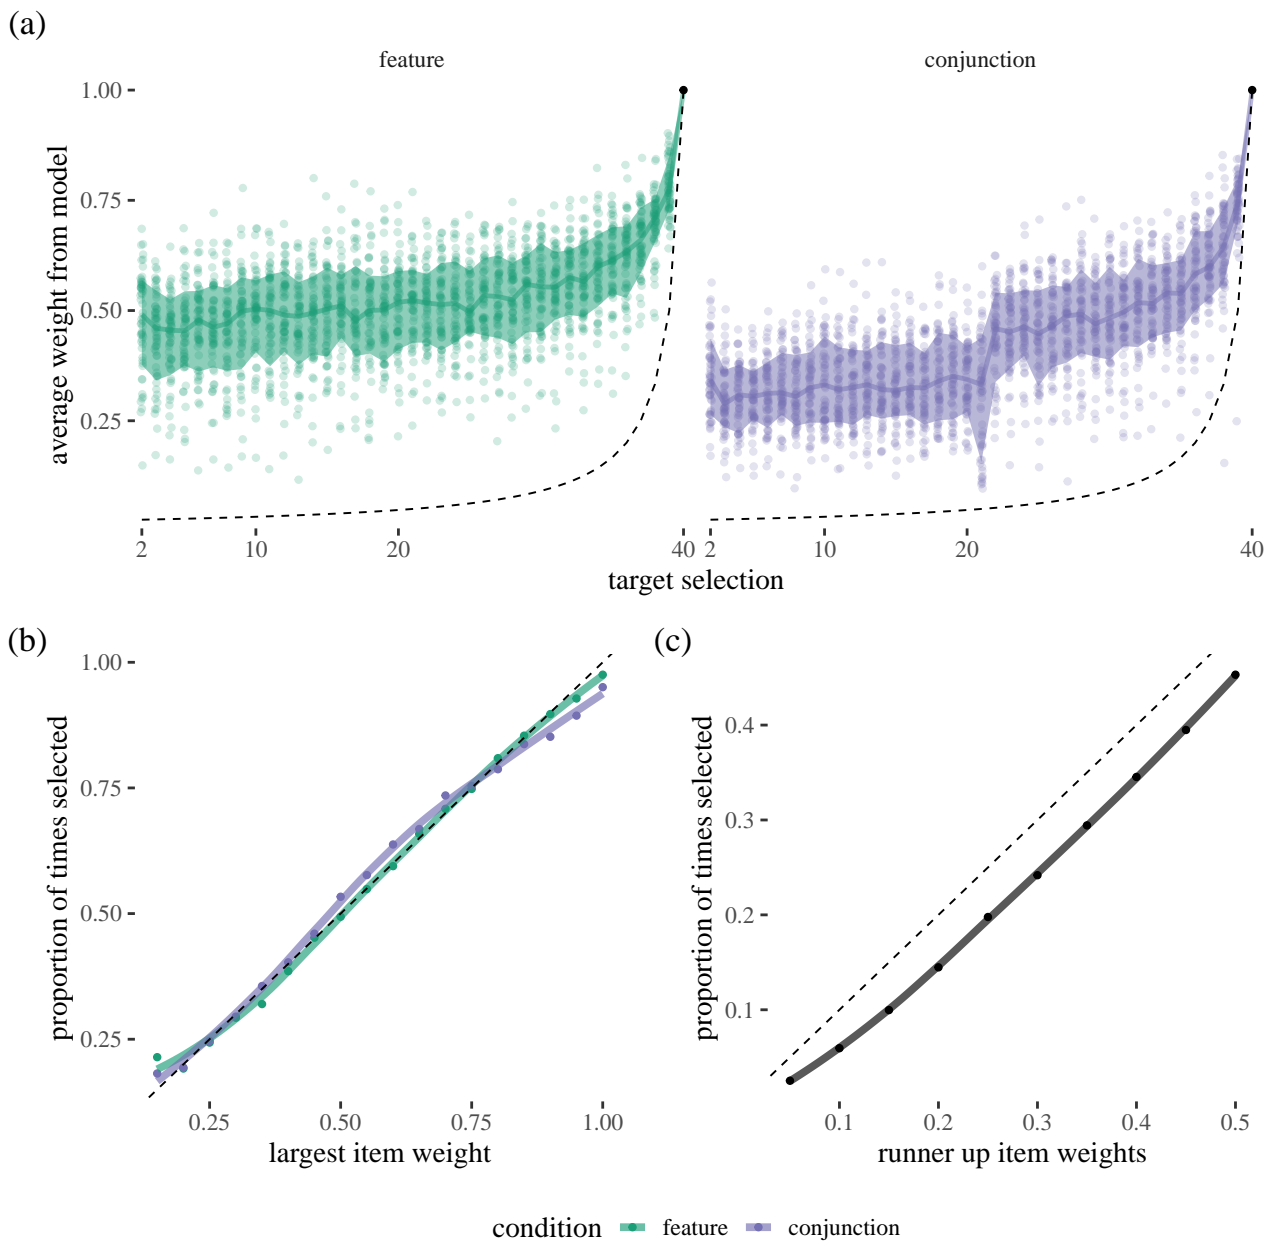 (a)
feature
conjunction
average weight from model
1.00
0.75
0.50
0.25
2 10 20 40
2 10 20 40
target selection
(b)
proportion of times selected
1.00
0.75
0.50
0.25
0.25 0.50 0.75 1.00
largest item weight
(c)
proportion of times selected
0.4
0.3
0.2
0.1
0.1 0.2 0.3 0.4 0.5
runner up item weights
condition feature conjunction